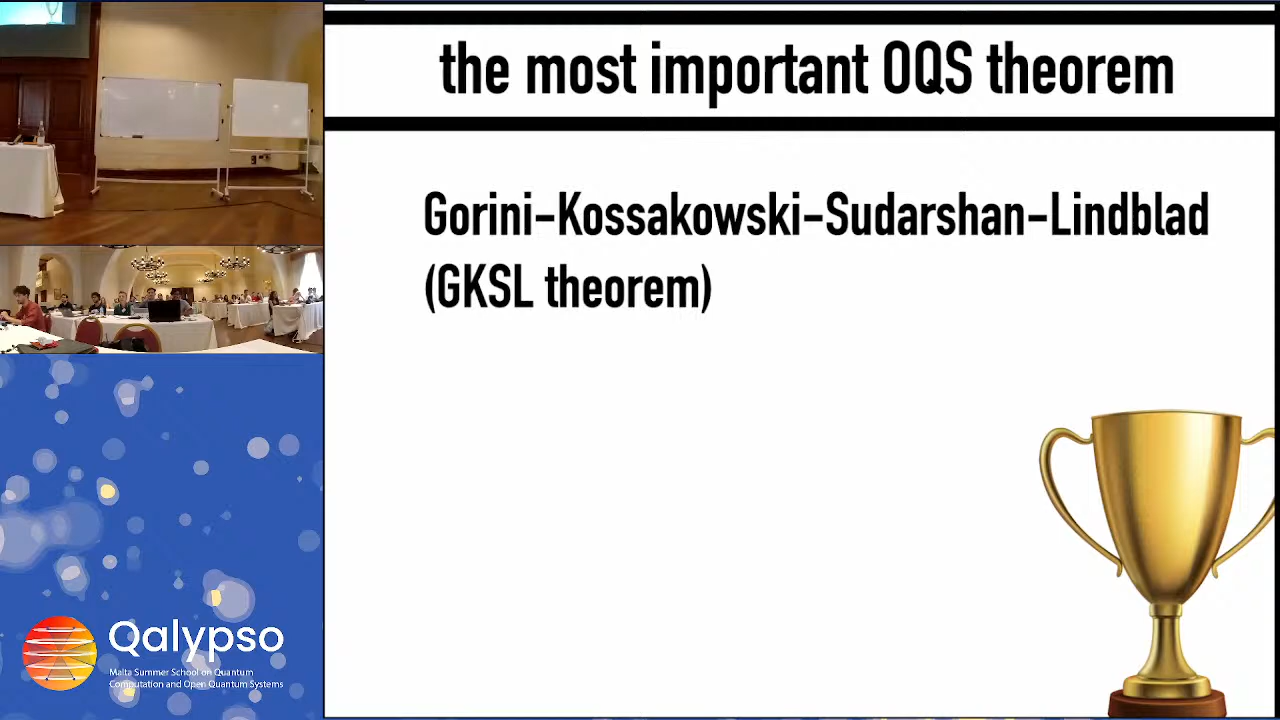 the most important OQS theorem
Gorini-Kossakowski-Sudarshan-Lindblad
(GKSL theorem)
Qalypso
Malta Summer School on Quantum
Computation and Open Quantum Systems